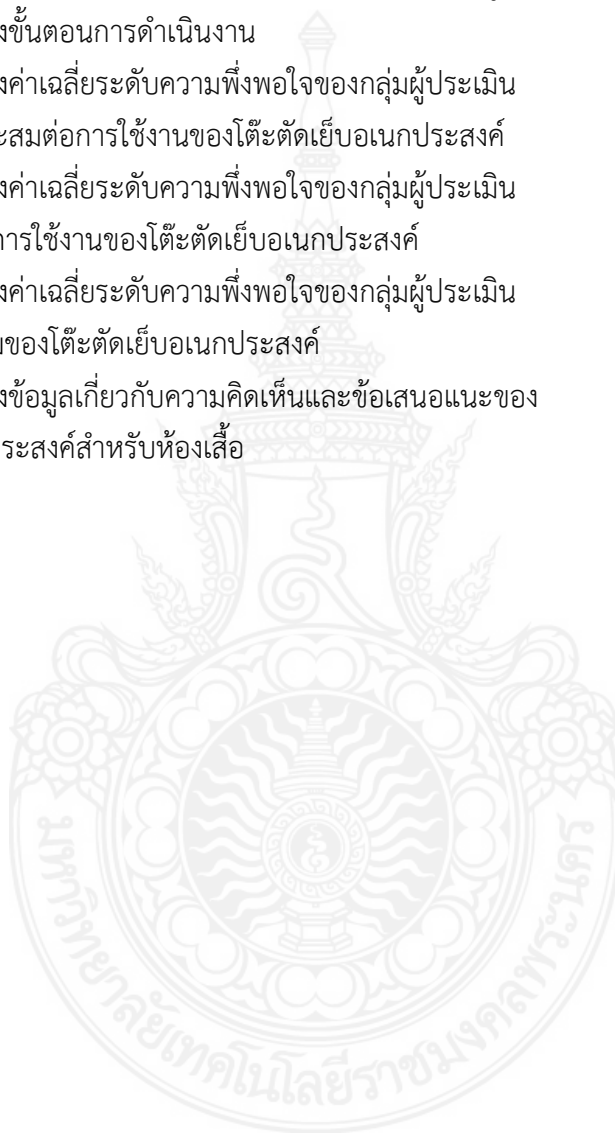 งขั้นตอนการดำเนินงาน
งค่าเฉลี่ยระดับความพึ่งพอใจของกลุ่มผู้ประเมิน
ะสมต่อการใช้งานของโต๊ะตัดเย็บอเนกประสงค์
งค่าเฉลี่ยระดับความพึ่งพอใจของกลุ่มผู้ประเมิน
การใช้งานของโต๊ะตัดเย็บอเนกประสงค์
งค่าเฉลี่ยระดับความพึ่งพอใจของกลุ่มผู้ประเมิน
ของโต๊ะตัดเย็บอเนกประสงค์
งข้อมูลเกี่ยวกับความคิดเห็นและข้อเสนอแนะของ
ระสงค์สำหรับห้องเสื้อ
มหาวิทยาลัยเทคโนโลยีราชมงคลพระนคร